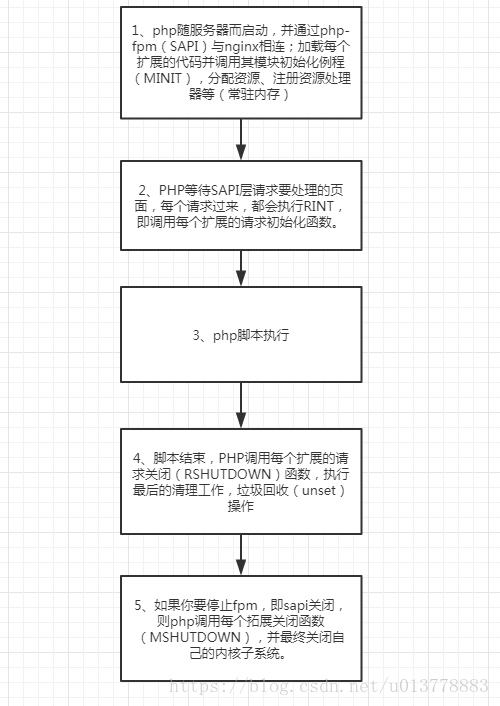 1、php随服务器而启动，并通过php-
fpm（SAPI）与nginx相连；加载每个
扩展的代码并调用其模块初始化例程
（MINIT），分配资源、注册资源处理
器等（常驻内存）
2、PHP等待SAPI层请求要处理的页
面，每个请求过来，都会执行RINT，
即调用每个扩展的请求初始化函数。
3、php脚本执行
4、脚本结束，PHP调用每个扩展的请
求关闭（RSHUTDOWN）函数，执行
最后的清理工作，垃圾回收（unset）
操作
5、如果你要停止fpm，即sapi关闭，
则php调用每个拓展关闭函数
（MSHUTDOWN），并最终关闭自
己的内核子系统。
https://blog.csdn.net/u013778883